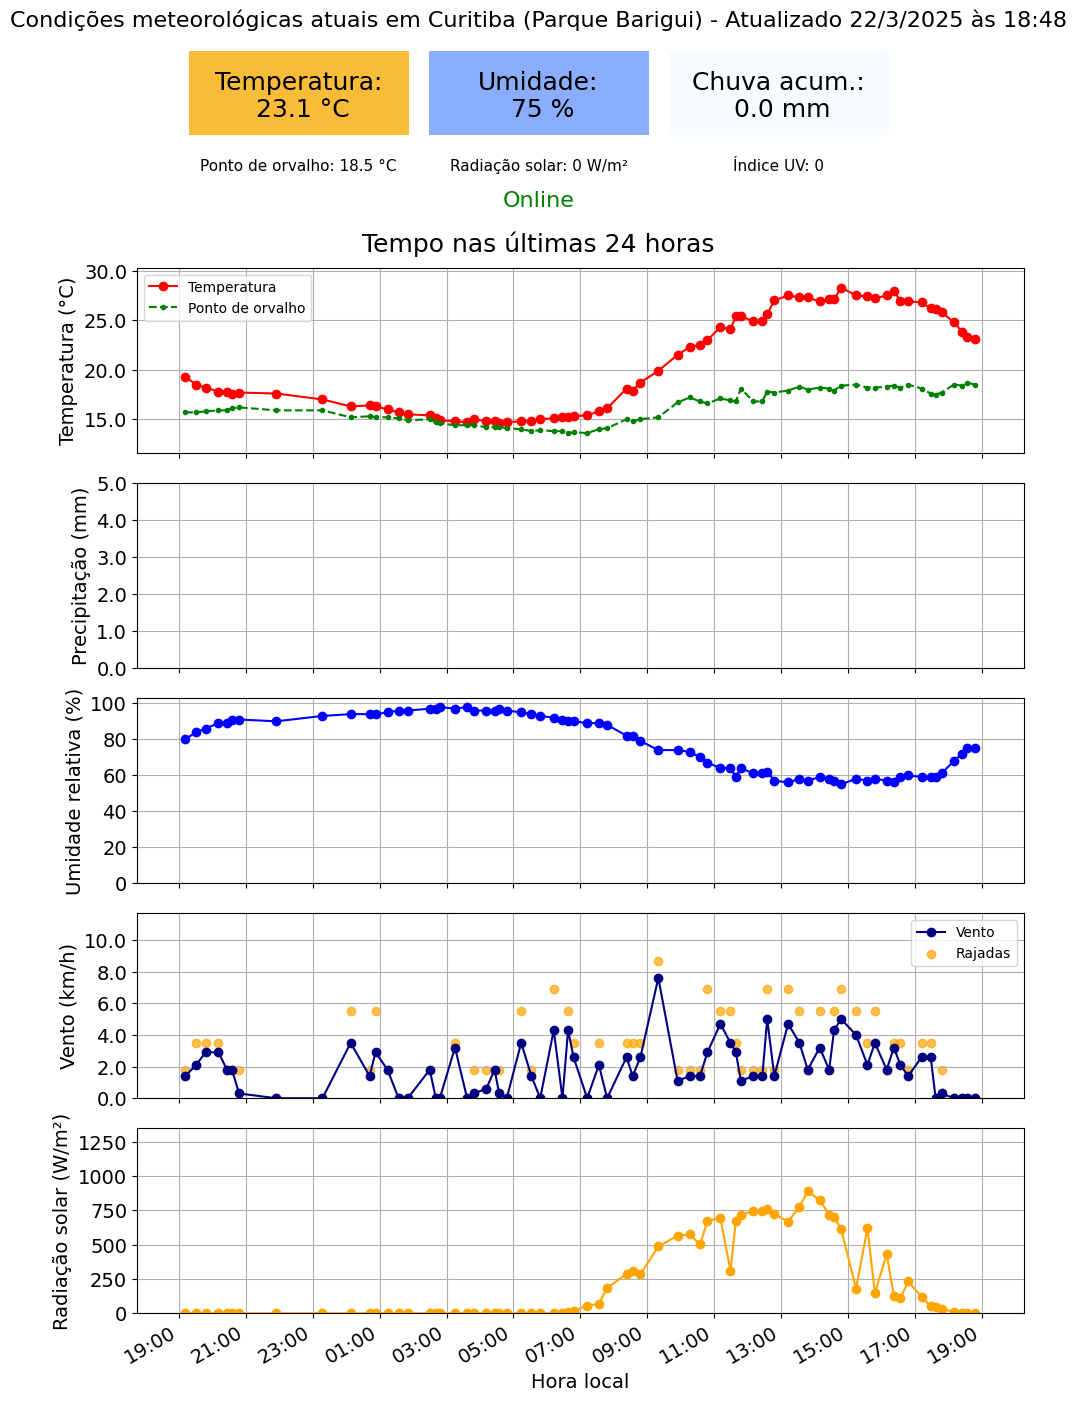 Condições meteorológicas atuais em Curitiba (Parque Barigui) - Atualizado 22/3/2025 às 18:48
Temperatura:
23.1 °C
Umidade:
75 %
Chuva acum.:
0.0 mm
Ponto de orvalho: 18.5 °C
Radiação solar: 0 W/m²
Índice UV: 0
Online
Tempo nas últimas 24 horas
Temperatura (°C)
30.0
25.0
20.0
15.0
Temperatura
Ponto de orvalho
Precipitação (mm)
5.0
4.0
3.0
2.0
1.0
0.0
Umidade relativa (%)
100
80
60
40
20
0
Vento (km/h)
10.0
8.0
6.0
4.0
2.0
0.0
Vento
Rajadas
Radiação solar (W/m²)
1250
1000
750
500
250
0
19:00
21:00
23:00
01:00
03:00
05:00
07:00
09:00
11:00
13:00
15:00
17:00
19:00
Hora local